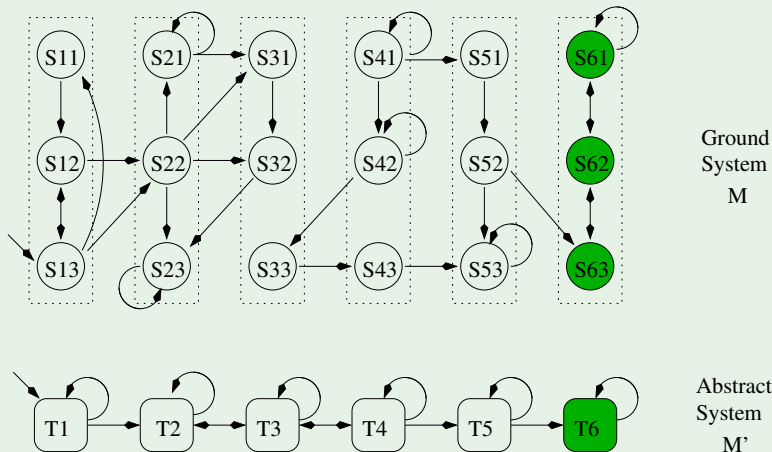 S11 S21 S31 S41 S51 S61
S12 S22 S32 S42 S52 S62
S13 S23 S33 S43 S53 S63
Ground
System
M
T1 T2 T3 T4 T5 T6
Abstract
System
M'